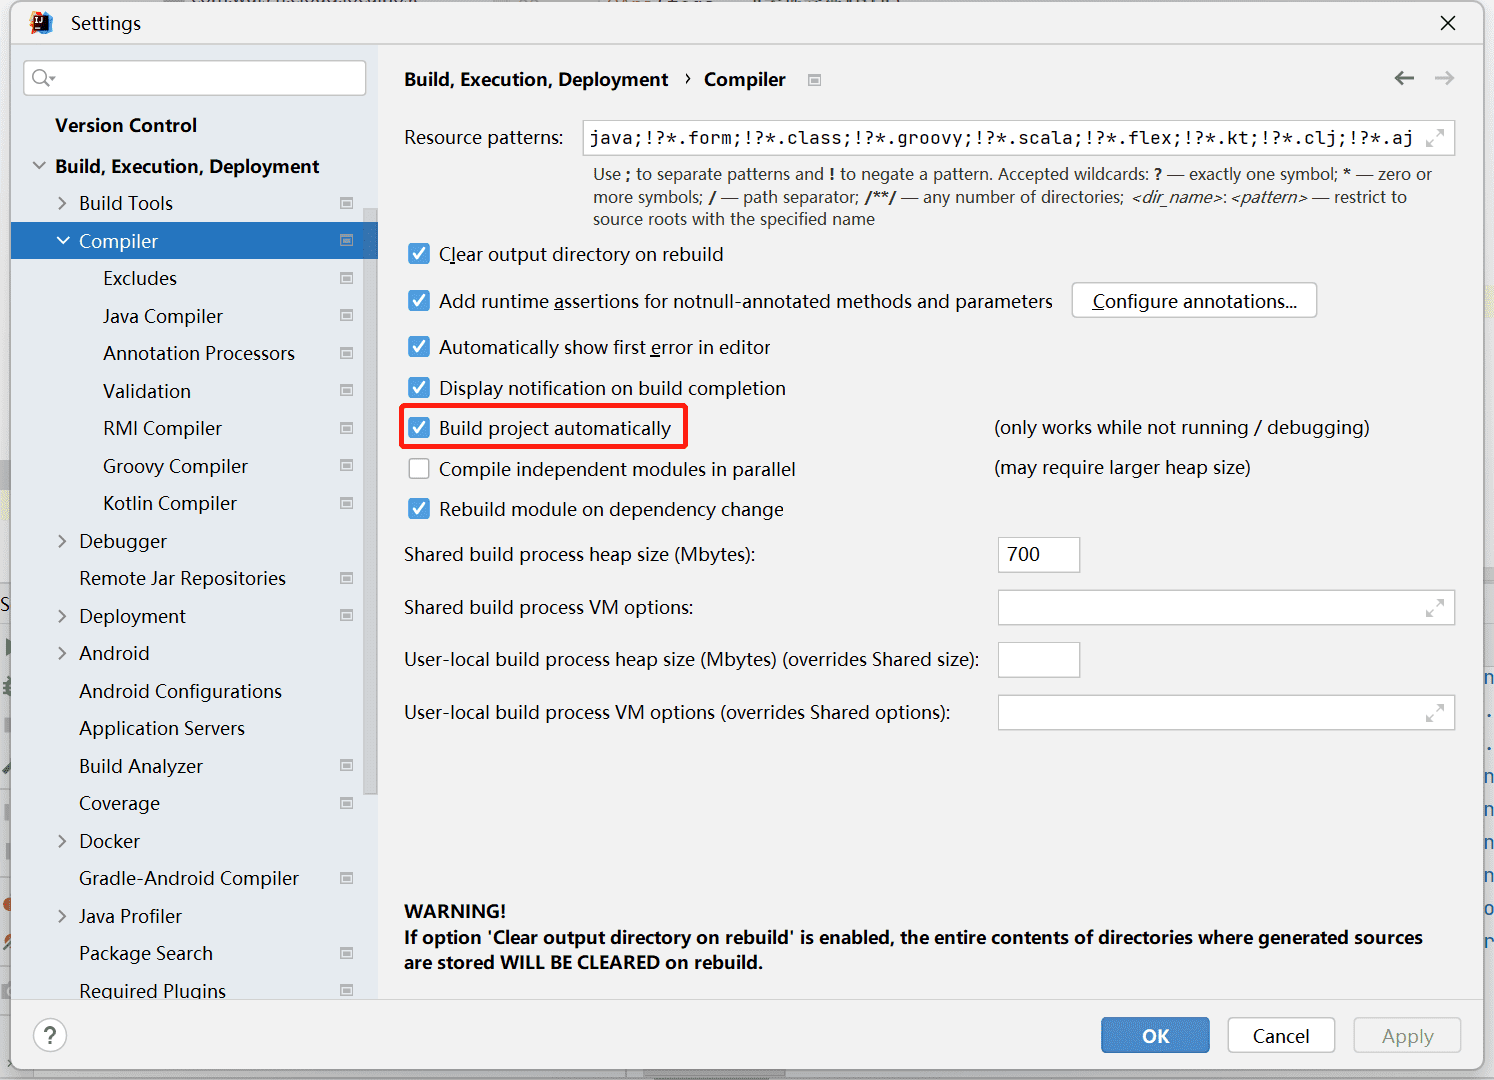 Settings
Version Control
Build, Execution, Deployment
Build Tools
Compiler
Excludes
Java Compiler
Annotation Processors
Validation
RMI Compiler
Groovy Compiler
Kotlin Compiler
Debugger
Remote Jar Repositories
Deployment
Android
Android Configurations
Application Servers
Build Analyzer
Coverage
Docker
Gradle-Android Compiler
Java Profiler
Package Search
Required Plugins
Build, Execution, Deployment › Compiler
Resource patterns: java;!?*.form;!?*.class;!?*.groovy;!?*.scala;!?*.flex;!?*.kt;!?*.clj;!?*.aj
Use ; to separate patterns and ! to negate a pattern. Accepted wildcards: ? — exactly one symbol; * — zero or
more symbols; / — path separator; /**/ — any number of directories; <dir_name>:<pattern> — restrict to
source roots with the specified name
Clear output directory on rebuild
Add runtime assertions for notnull-annotated methods and parameters Configure annotations...
Automatically show first error in editor
Display notification on build completion
Build project automatically (only works while not running / debugging)
Compile independent modules in parallel (may require larger heap size)
Rebuild module on dependency change
Shared build process heap size (Mbytes): 700
Shared build process VM options:
User-local build process heap size (Mbytes) (overrides Shared size):
User-local build process VM options (overrides Shared options):
WARNING!
If option 'Clear output directory on rebuild' is enabled, the entire contents of directories where generated sources
are stored WILL BE CLEARED on rebuild.
?
OK Cancel Apply